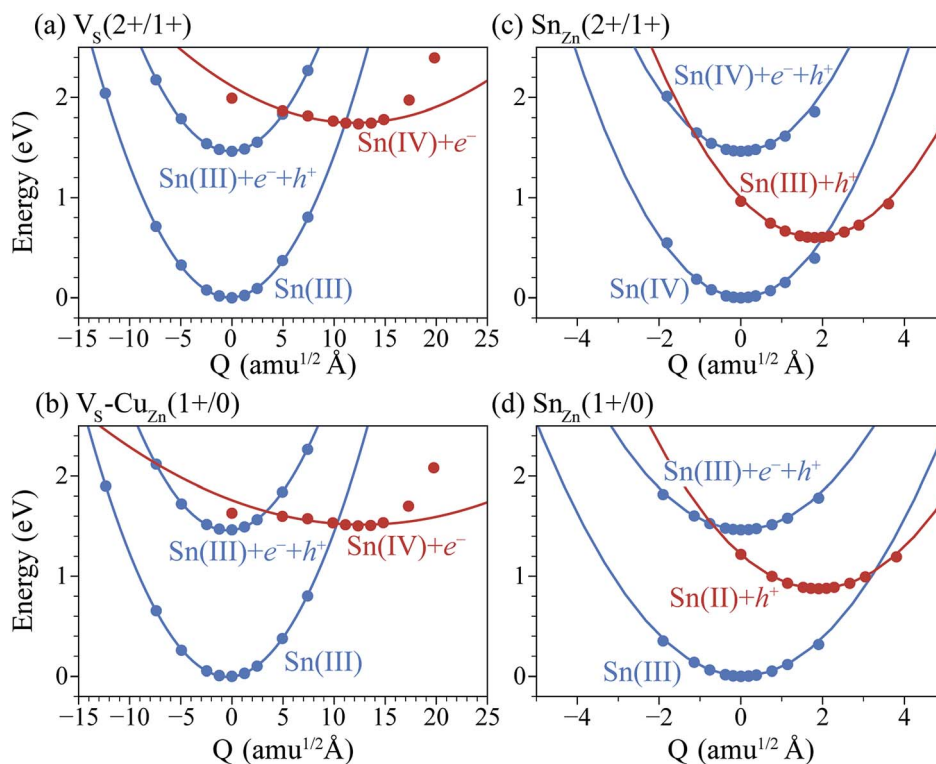 (a) V_S(2+/1+)
Energy (eV)
2
1
0
Sn(III)+e⁻+h⁺
Sn(IV)+e⁻
Sn(III)
−15 −10 −5 0 5 10 15 20 25
Q (amu^1/2 Å)
(c) Sn_Zn(2+/1+)
2
1
0
Sn(IV)+e⁻+h⁺
Sn(III)+h⁺
Sn(IV)
−4 −2 0 2 4
Q (amu^1/2 Å)
(b) V_S-Cu_Zn(1+/0)
Energy (eV)
2
1
0
Sn(III)+e⁻+h⁺
Sn(IV)+e⁻
Sn(III)
−15 −10 −5 0 5 10 15 20 25
Q (amu^1/2 Å)
(d) Sn_Zn(1+/0)
2
1
0
Sn(III)+e⁻+h⁺
Sn(II)+h⁺
Sn(III)
−4 −2 0 2 4
Q (amu^1/2 Å)